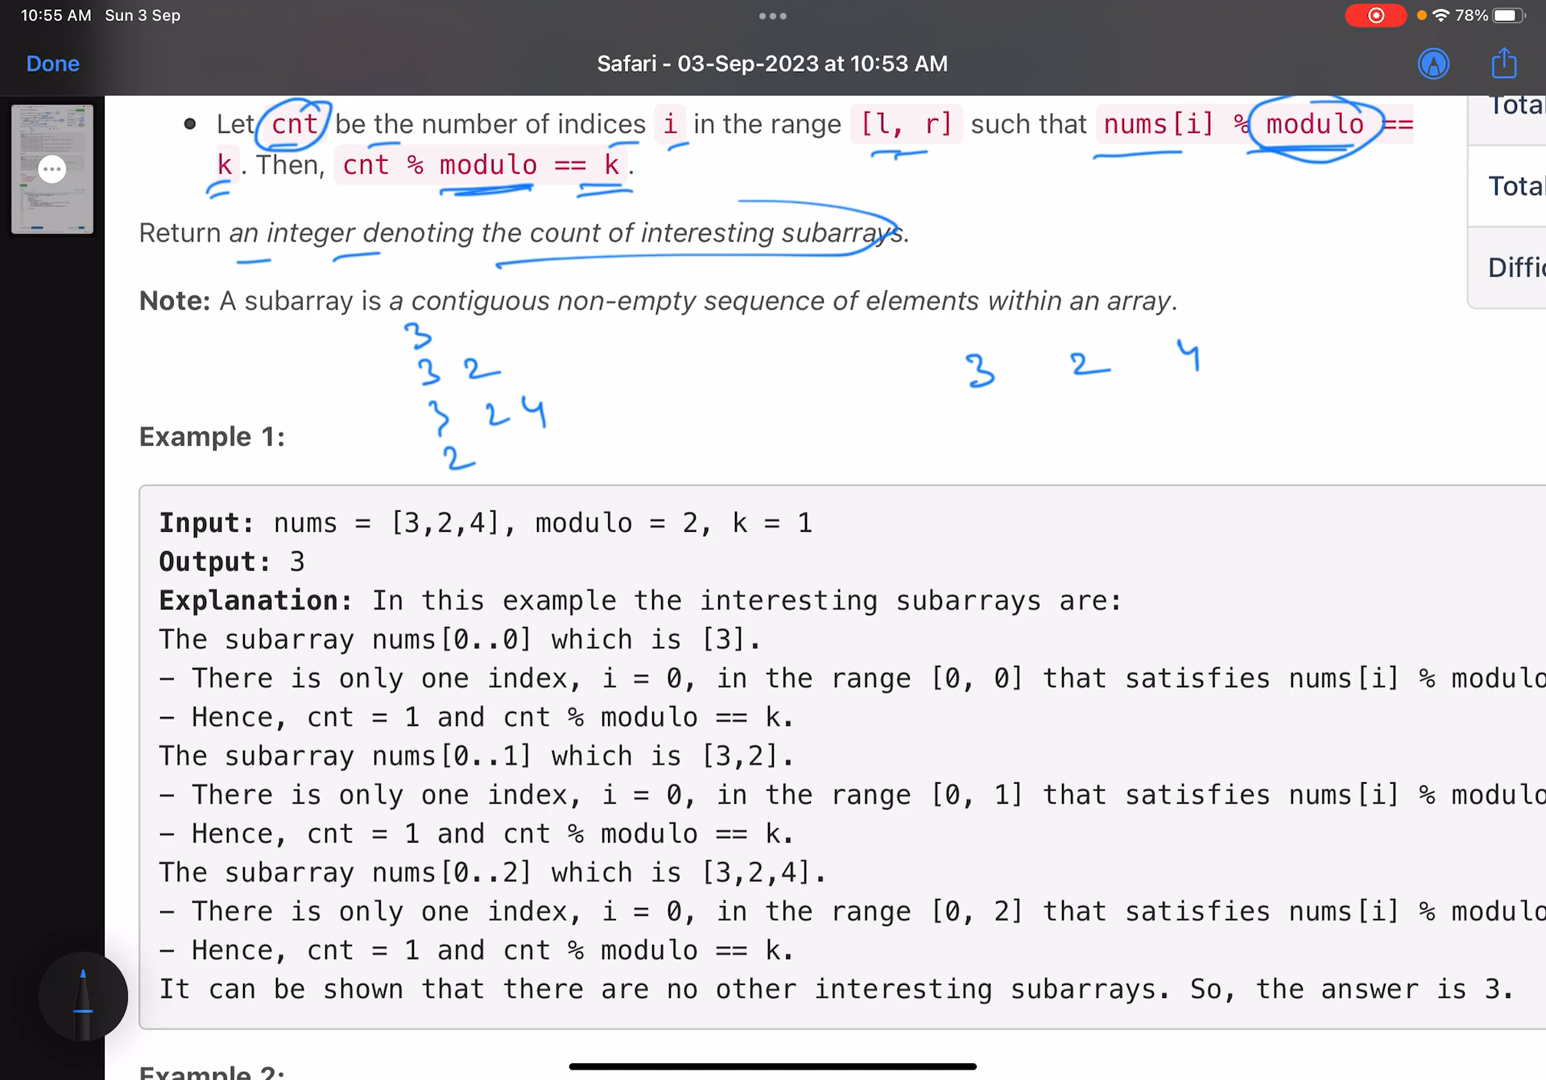 10:55 AM Sun 3 Sep
78%
Done
Safari - 03-Sep-2023 at 10:53 AM
• Let cnt be the number of indices i in the range [l, r] such that nums[i] % modulo ==
k. Then, cnt % modulo == k.
Return an integer denoting the count of interesting subarrays.
Note: A subarray is a contiguous non-empty sequence of elements within an array.
3
3 2
3 2 4
2
3 2 4
Example 1:
Input: nums = [3,2,4], modulo = 2, k = 1
Output: 3
Explanation: In this example the interesting subarrays are:
The subarray nums[0..0] which is [3].
– There is only one index, i = 0, in the range [0, 0] that satisfies nums[i] % modulo
– Hence, cnt = 1 and cnt % modulo == k.
The subarray nums[0..1] which is [3,2].
– There is only one index, i = 0, in the range [0, 1] that satisfies nums[i] % modulo
– Hence, cnt = 1 and cnt % modulo == k.
The subarray nums[0..2] which is [3,2,4].
– There is only one index, i = 0, in the range [0, 2] that satisfies nums[i] % modulo
– Hence, cnt = 1 and cnt % modulo == k.
It can be shown that there are no other interesting subarrays. So, the answer is 3.
Example 2:
Tota
Total
Diffic